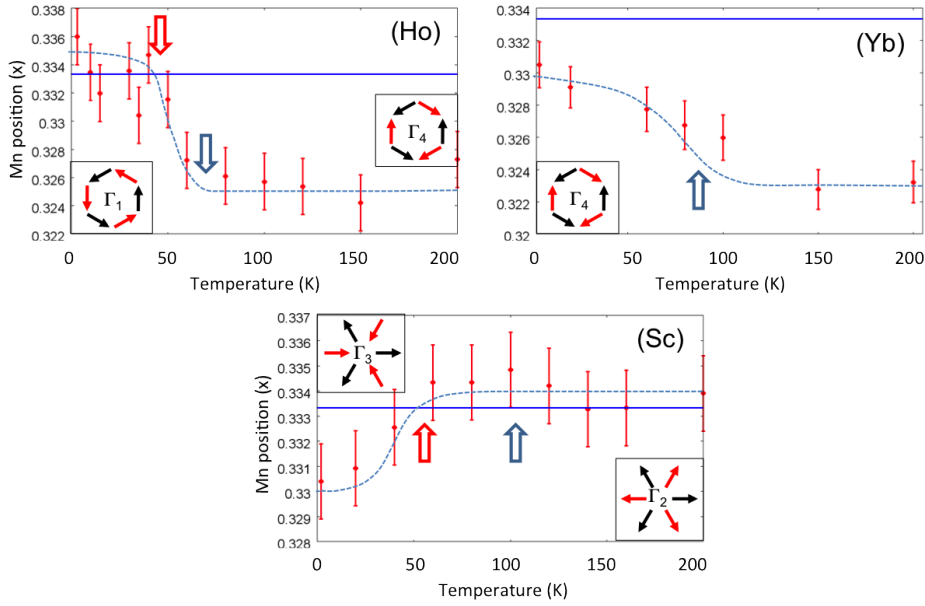 0.338
0.336
0.334
0.332
0.33
0.328
0.326
0.324
0.322
Mn position (x)
(Ho)
Γ4
Γ1
0 50 100 150 200
Temperature (K)
0.334
0.332
0.33
0.328
0.326
0.324
0.322
0.32
(Yb)
Γ4
0 50 100 150 200
Temperature (K)
0.337
0.336
0.335
0.334
0.333
0.332
0.331
0.33
0.329
0.328
Mn position (x)
(Sc)
Γ3
Γ2
0 50 100 150 200
Temperature (K)